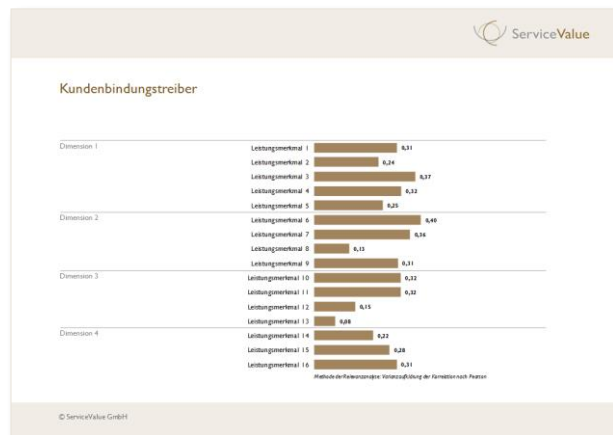 ServiceValue
Kundenbindungstreiber
Dimension 1
Leistungsmerkmal 1 0,31
Leistungsmerkmal 2 0,24
Leistungsmerkmal 3 0,37
Leistungsmerkmal 4 0,32
Leistungsmerkmal 5 0,25
Dimension 2
Leistungsmerkmal 6 0,40
Leistungsmerkmal 7 0,36
Leistungsmerkmal 8 0,13
Leistungsmerkmal 9 0,31
Dimension 3
Leistungsmerkmal 10 0,32
Leistungsmerkmal 11 0,32
Leistungsmerkmal 12 0,15
Leistungsmerkmal 13 0,08
Dimension 4
Leistungsmerkmal 14 0,22
Leistungsmerkmal 15 0,28
Leistungsmerkmal 16 0,31
Methode der Relevanzanalyse: Varianzaufklärung der Korrelation nach Pearson
© ServiceValue GmbH